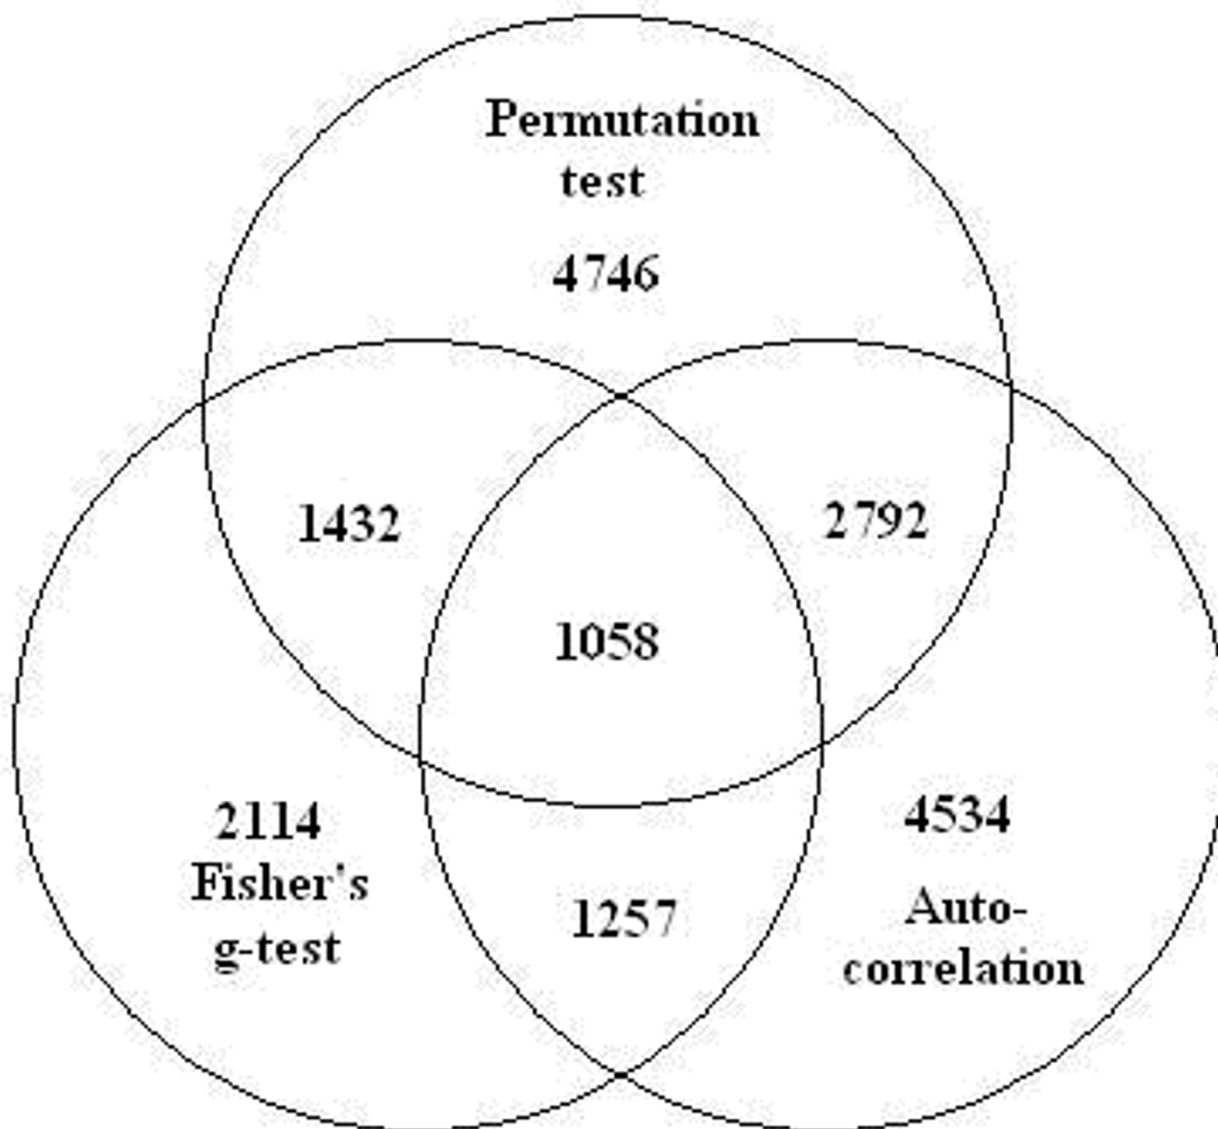 Permutation
test
4746
1432
2792
1058
2114
Fisher's
g-test
4534
Auto-
correlation
1257